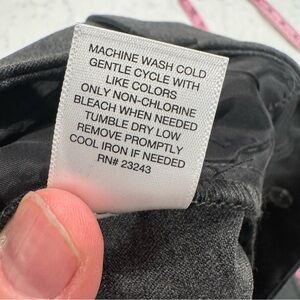 MACHINE WASH COLD
GENTLE CYCLE WITH
LIKE COLORS
ONLY NON-CHLORINE
BLEACH WHEN NEEDED
TUMBLE DRY LOW
REMOVE PROMPTLY
COOL IRON IF NEEDED
RN# 23243